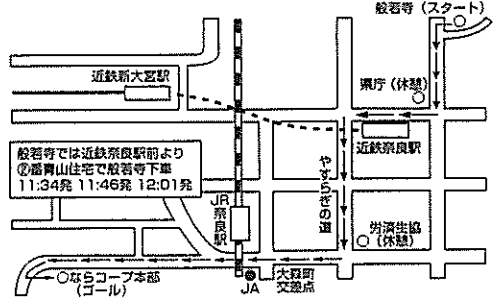 般若寺（スタート）
近鉄新大宮駅
県庁（休憩）
近鉄奈良駅
般若寺では近鉄奈良駅前より
②番青山住宅で般若寺下車
11:34発 11:46発 12:01発
やすらぎの道
JR奈良駅
労済生協
（休憩）
ならコープ本部
（ゴール）
JA
大森町
交差点